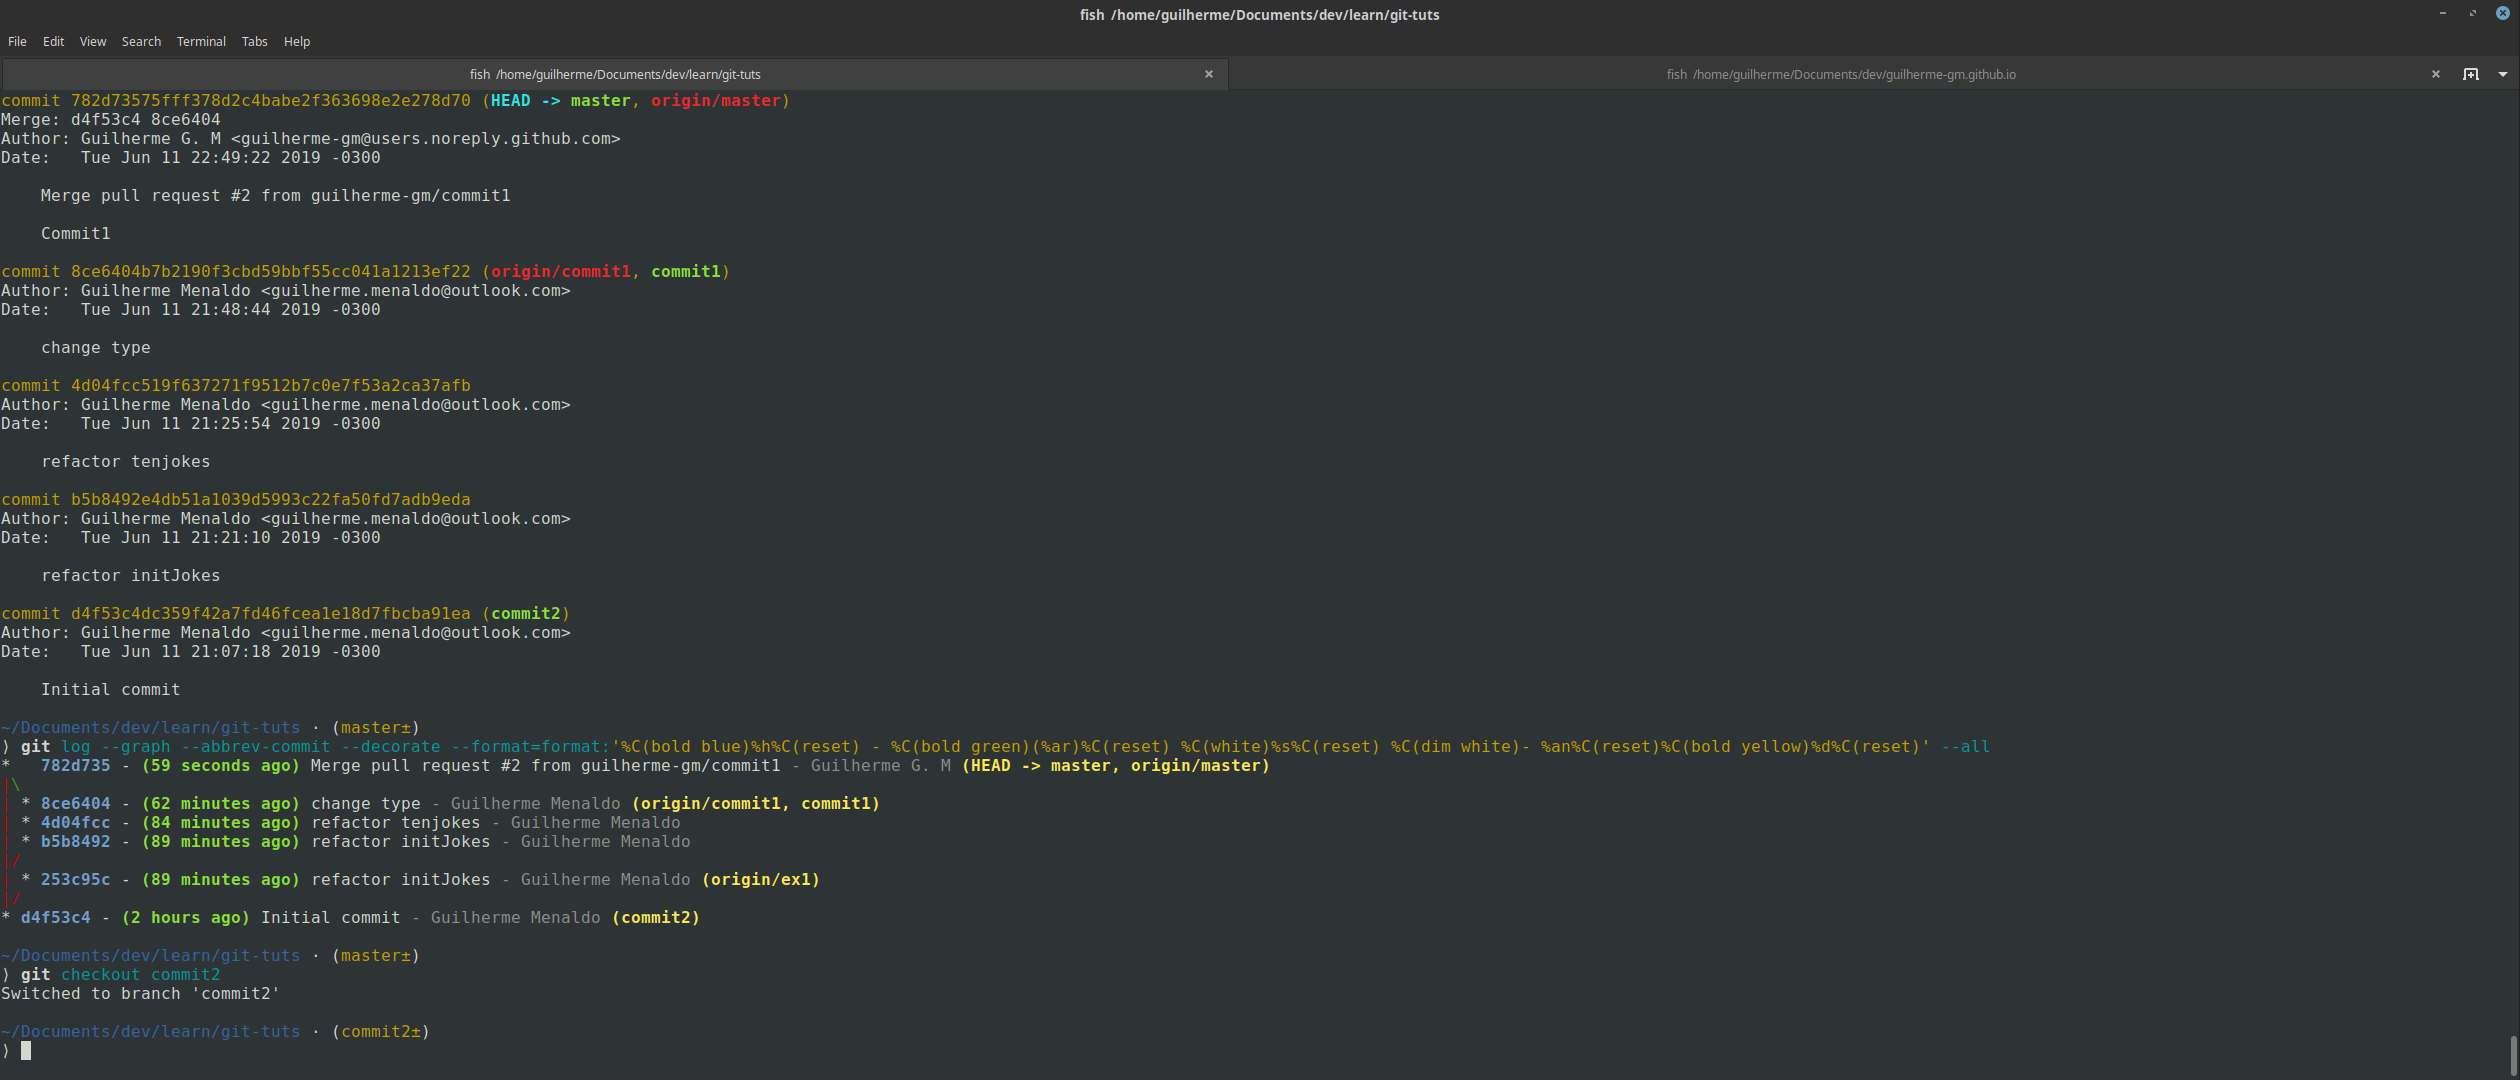 fish /home/guilherme/Documents/dev/learn/git-tuts
File Edit View Search Terminal Tabs Help
fish /home/guilherme/Documents/dev/learn/git-tuts
fish /home/guilherme/Documents/dev/guilherme-gm.github.io
commit 782d73575fff378d2c4babe2f363698e2e278d70 (HEAD -> master, origin/master)
Merge: d4f53c4 8ce6404
Author: Guilherme G. M <guilherme-gm@users.noreply.github.com>
Date:   Tue Jun 11 22:49:22 2019 -0300
    Merge pull request #2 from guilherme-gm/commit1
    Commit1
commit 8ce6404b7b2190f3cbd59bbf55cc041a1213ef22 (origin/commit1, commit1)
Author: Guilherme Menaldo <guilherme.menaldo@outlook.com>
Date:   Tue Jun 11 21:48:44 2019 -0300
    change type
commit 4d04fcc519f637271f9512b7c0e7f53a2ca37afb
Author: Guilherme Menaldo <guilherme.menaldo@outlook.com>
Date:   Tue Jun 11 21:25:54 2019 -0300
    refactor tenjokes
commit b5b8492e4db51a1039d5993c22fa50fd7adb9eda
Author: Guilherme Menaldo <guilherme.menaldo@outlook.com>
Date:   Tue Jun 11 21:21:10 2019 -0300
    refactor initJokes
commit d4f53c4dc359f42a7fd46fcea1e18d7fbcba91ea (commit2)
Author: Guilherme Menaldo <guilherme.menaldo@outlook.com>
Date:   Tue Jun 11 21:07:18 2019 -0300
    Initial commit
~/Documents/dev/learn/git-tuts · (master±)
⟩ git log --graph --abbrev-commit --decorate --format=format:'%C(bold blue)%h%C(reset) - %C(bold green)(%ar)%C(reset) %C(white)%s%C(reset) %C(dim white)- %an%C(reset)%C(bold yellow)%d%C(reset)' --all
*   782d735 - (59 seconds ago) Merge pull request #2 from guilherme-gm/commit1 - Guilherme G. M (HEAD -> master, origin/master)
|\
| * 8ce6404 - (62 minutes ago) change type - Guilherme Menaldo (origin/commit1, commit1)
| * 4d04fcc - (84 minutes ago) refactor tenjokes - Guilherme Menaldo
| * b5b8492 - (89 minutes ago) refactor initJokes - Guilherme Menaldo
|/
| * 253c95c - (89 minutes ago) refactor initJokes - Guilherme Menaldo (origin/ex1)
|/
* d4f53c4 - (2 hours ago) Initial commit - Guilherme Menaldo (commit2)
~/Documents/dev/learn/git-tuts · (master±)
⟩ git checkout commit2
Switched to branch 'commit2'
~/Documents/dev/learn/git-tuts · (commit2±)
⟩